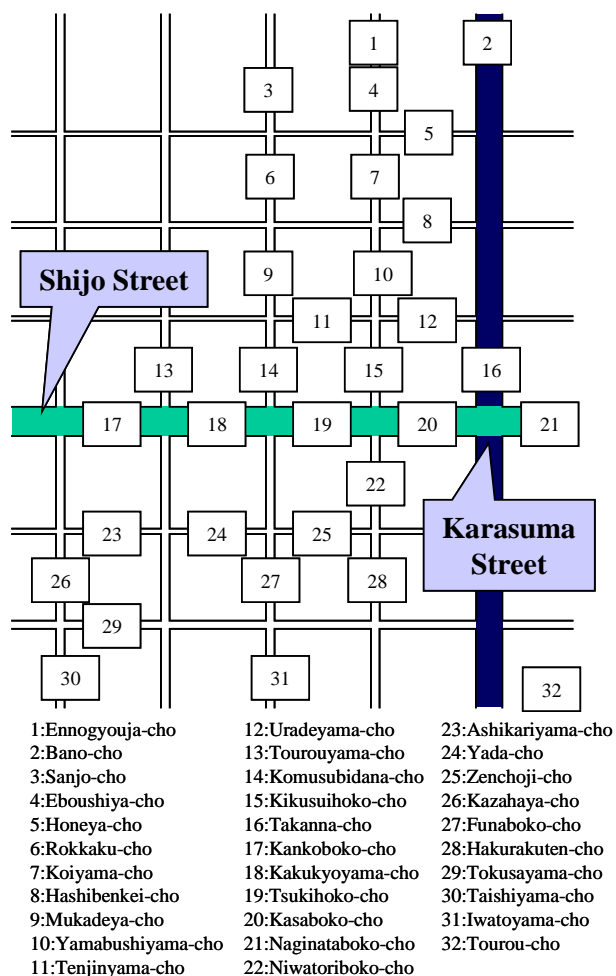 1
2
3
4
5
6
7
8
Shijo Street
9
10
11
12
13
14
15
16
17
18
19
20
21
22
Karasuma
Street
23
24
25
26
27
28
29
30
31
32
1:Ennogyouja-cho
2:Bano-cho
3:Sanjo-cho
4:Eboushiya-cho
5:Honeya-cho
6:Rokkaku-cho
7:Koiyama-cho
8:Hashibenkei-cho
9:Mukadeya-cho
10:Yamabushiyama-cho
11:Tenjinyama-cho
12:Uradeyama-cho
13:Tourouyama-cho
14:Komusubidana-cho
15:Kikusuihoko-cho
16:Takanna-cho
17:Kankoboko-cho
18:Kakukyoyama-cho
19:Tsukihoko-cho
20:Kasaboko-cho
21:Naginataboko-cho
22:Niwatoriboko-cho
23:Ashikariyama-cho
24:Yada-cho
25:Zenchoji-cho
26:Kazahaya-cho
27:Funaboko-cho
28:Hakurakuten-cho
29:Tokusayama-cho
30:Taishiyama-cho
31:Iwatoyama-cho
32:Tourou-cho